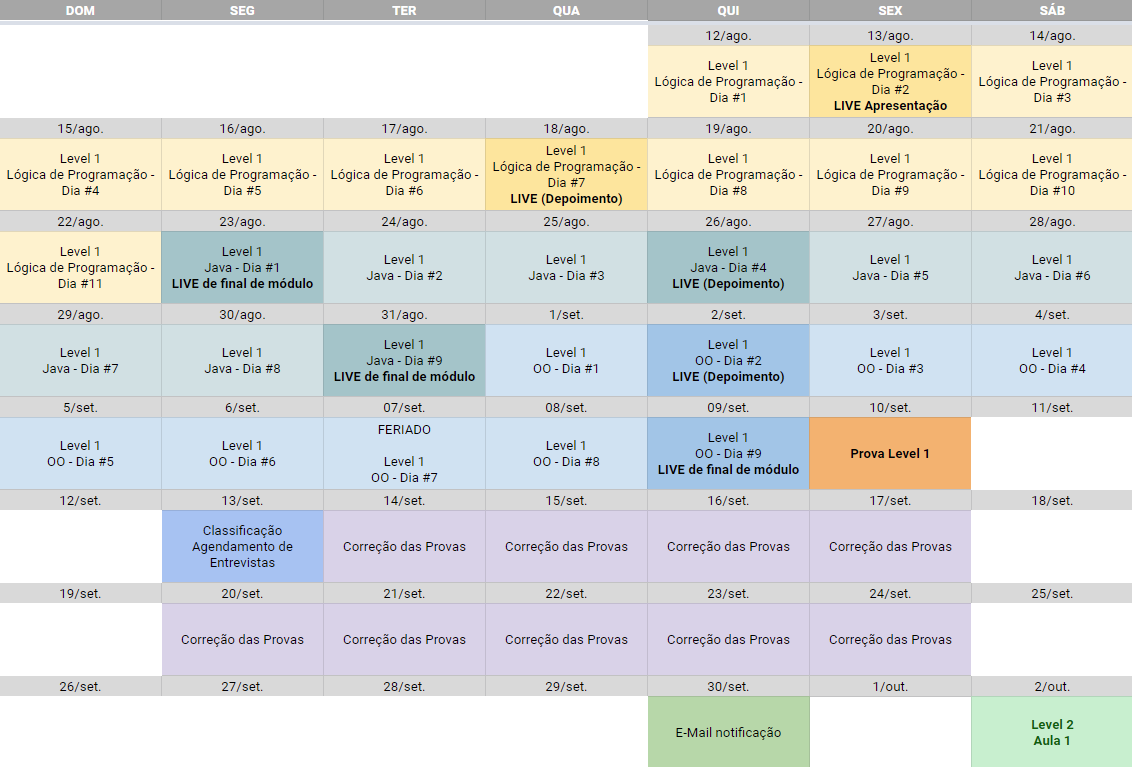 DOM SEG TER QUA QUI SEX SÁB
12/ago. 13/ago. 14/ago.
Level 1
Lógica de Programação -
Dia #1
Level 1
Lógica de Programação -
Dia #2
LIVE Apresentação
Level 1
Lógica de Programação -
Dia #3
15/ago. 16/ago. 17/ago. 18/ago. 19/ago. 20/ago. 21/ago.
Level 1
Lógica de Programação -
Dia #4
Level 1
Lógica de Programação -
Dia #5
Level 1
Lógica de Programação -
Dia #6
Level 1
Lógica de Programação -
Dia #7
LIVE (Depoimento)
Level 1
Lógica de Programação -
Dia #8
Level 1
Lógica de Programação -
Dia #9
Level 1
Lógica de Programação -
Dia #10
22/ago. 23/ago. 24/ago. 25/ago. 26/ago. 27/ago. 28/ago.
Level 1
Lógica de Programação -
Dia #11
Level 1
Java - Dia #1
LIVE de final de módulo
Level 1
Java - Dia #2
Level 1
Java - Dia #3
Level 1
Java - Dia #4
LIVE (Depoimento)
Level 1
Java - Dia #5
Level 1
Java - Dia #6
29/ago. 30/ago. 31/ago. 1/set. 2/set. 3/set. 4/set.
Level 1
Java - Dia #7
Level 1
Java - Dia #8
Level 1
Java - Dia #9
LIVE de final de módulo
Level 1
OO - Dia #1
Level 1
OO - Dia #2
LIVE (Depoimento)
Level 1
OO - Dia #3
Level 1
OO - Dia #4
5/set. 6/set. 07/set. 08/set. 09/set. 10/set. 11/set.
Level 1
OO - Dia #5
Level 1
OO - Dia #6
FERIADO
Level 1
OO - Dia #7
Level 1
OO - Dia #8
Level 1
OO - Dia #9
LIVE de final de módulo
Prova Level 1
12/set. 13/set. 14/set. 15/set. 16/set. 17/set. 18/set.
Classificação
Agendamento de
Entrevistas
Correção das Provas
Correção das Provas
Correção das Provas
Correção das Provas
19/set. 20/set. 21/set. 22/set. 23/set. 24/set. 25/set.
Correção das Provas
Correção das Provas
Correção das Provas
Correção das Provas
Correção das Provas
26/set. 27/set. 28/set. 29/set. 30/set. 1/out. 2/out.
E-Mail notificação
Level 2
Aula 1